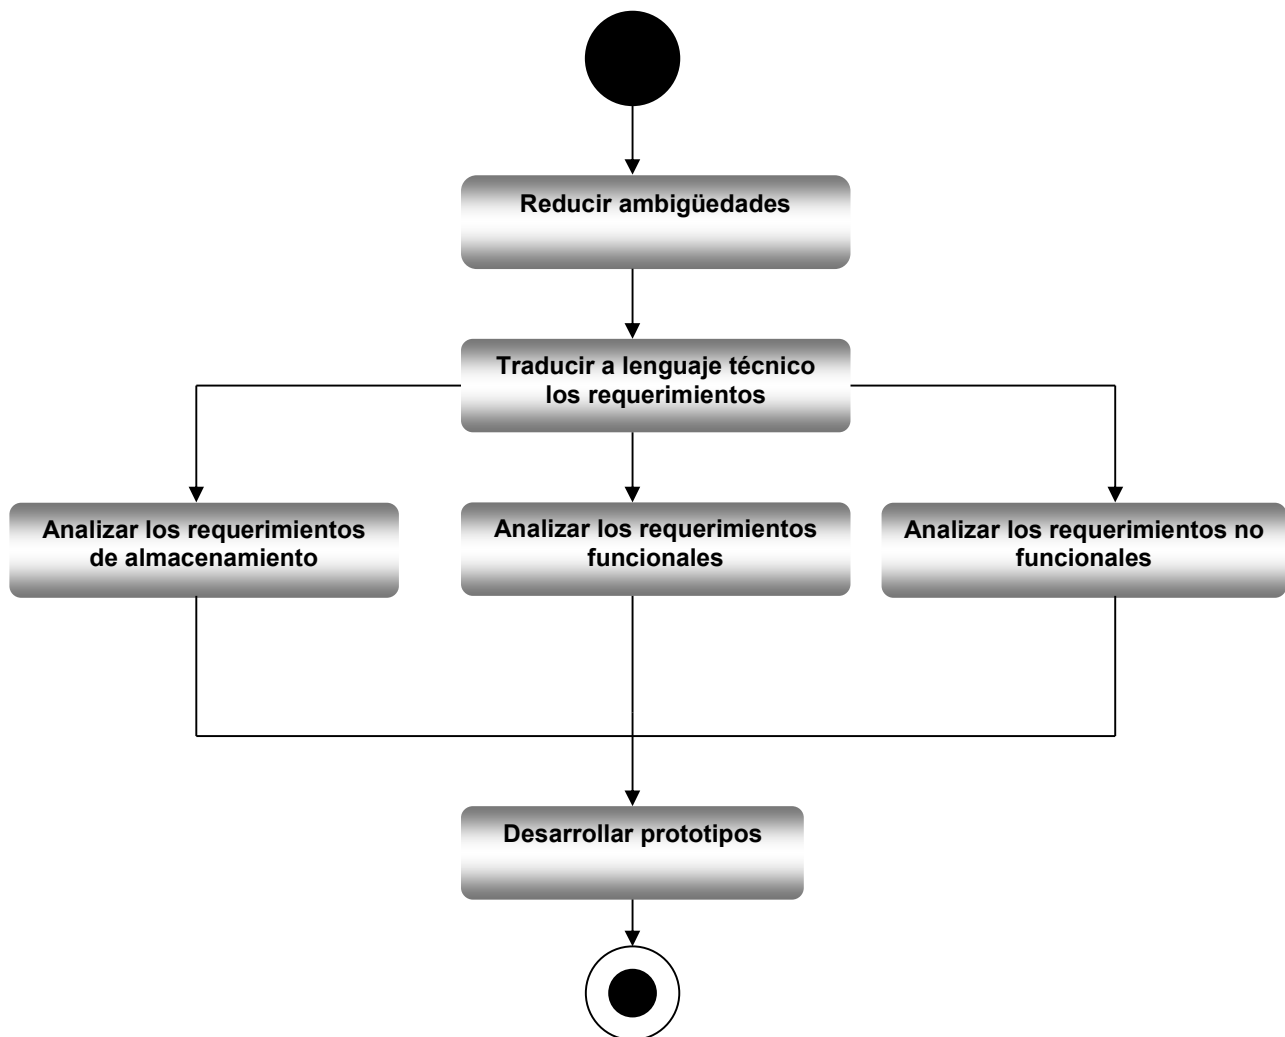 Reducir ambigüedades
Traducir a lenguaje técnico
los requerimientos
Analizar los requerimientos
de almacenamiento
Analizar los requerimientos
funcionales
Analizar los requerimientos no
funcionales
Desarrollar prototipos